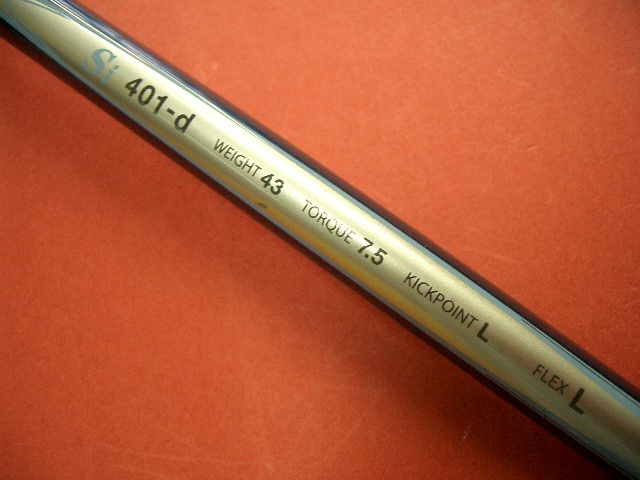 Si 401-d WEIGHT 43 TORQUE 7.5 KICKPOINT L FLEX L